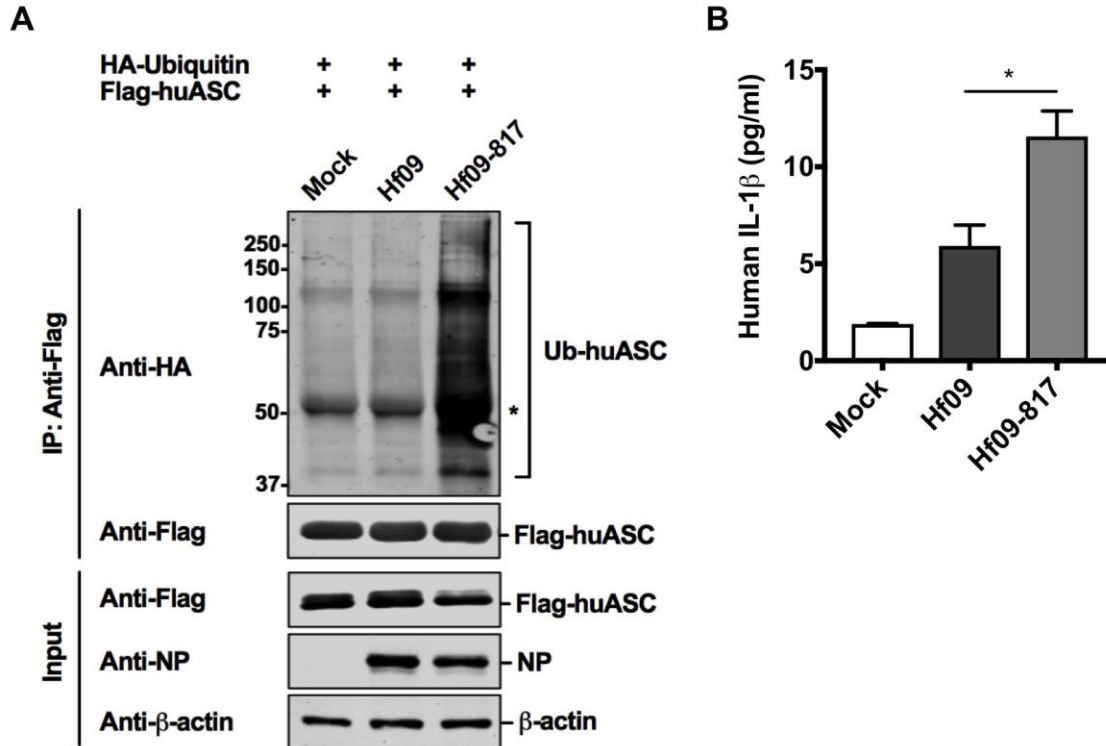 A
HA-Ubiquitin + + +
Flag-huASC + + +
Mock Hf09 Hf09-817
IP: Anti-Flag
250-
150-
100-
75-
50-
37-
Anti-HA
Ub-huASC
*
Anti-Flag
-Flag-huASC
Input
Anti-Flag
-Flag-huASC
Anti-NP
-NP
Anti-β-actin
-β-actin
B
Human IL-1β (pg/ml)
15
10
5
0
*
Mock Hf09 Hf09-817